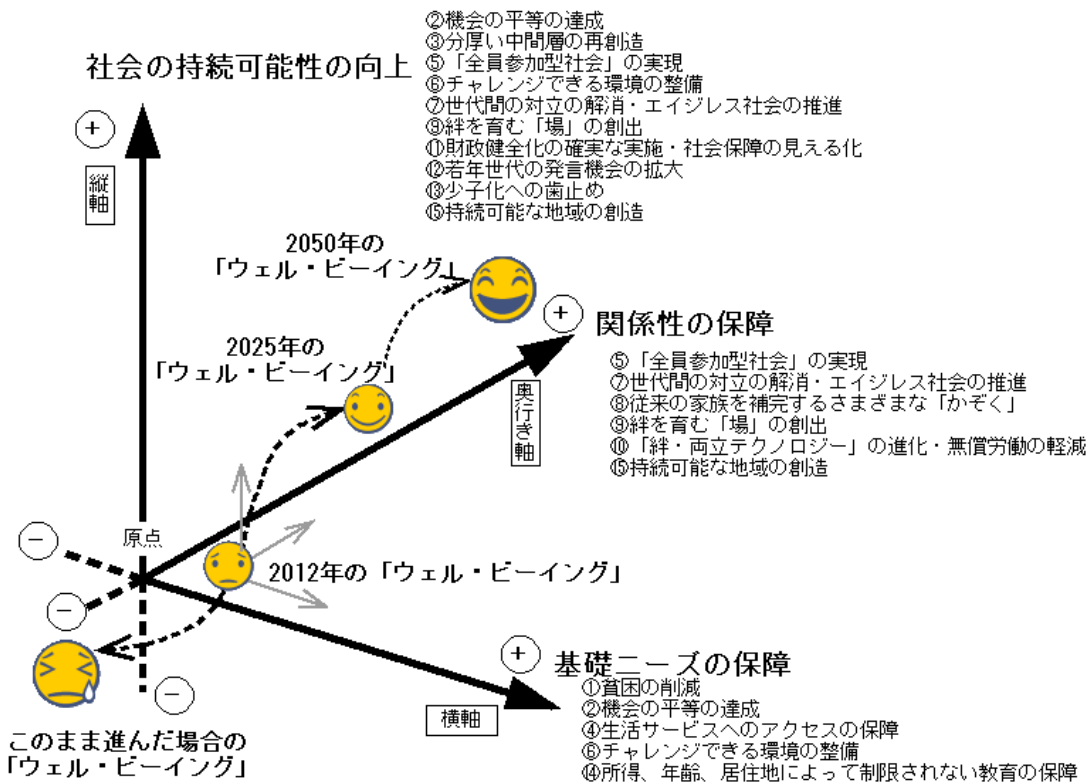 ②機会の平等の達成
③分厚い中間層の再創造
社会の持続可能性の向上
⑤「全員参加型社会」の実現
⑥チャレンジできる環境の整備
⑦世代間の対立の解消・エイジレス社会の推進
⑨絆を育む「場」の創出
⑪財政健全化の確実な実施・社会保障の見える化
⑫若年世代の発言機会の拡大
⑬少子化への歯止め
⑮持続可能な地域の創造
+
縦軸
2050年の
「ウェル・ビーイング」
+
関係性の保障
⑤「全員参加型社会」の実現
⑦世代間の対立の解消・エイジレス社会の推進
⑧従来の家族を補完するさまざまな「かぞく」
⑨絆を育む「場」の創出
⑩「絆・両立テクノロジー」の進化・無償労働の軽減
⑮持続可能な地域の創造
奥行き軸
2025年の
「ウェル・ビーイング」
原点
−
−
−
2012年の「ウェル・ビーイング」
+
基礎ニーズの保障
①貧困の削減
②機会の平等の達成
④生活サービスへのアクセスの保障
⑥チャレンジできる環境の整備
⑭所得、年齢、居住地によって制限されない教育の保障
横軸
このまま進んだ場合の
「ウェル・ビーイング」